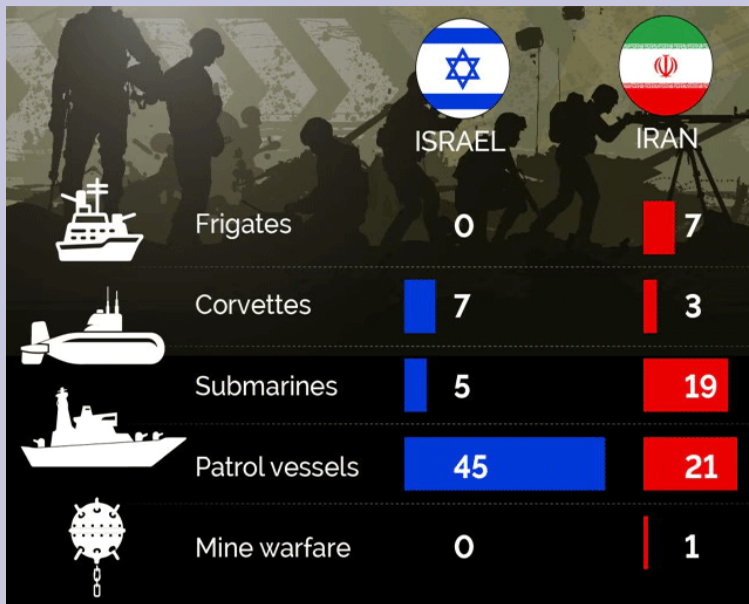 ISRAEL IRAN
Frigates 0 7
Corvettes 7 3
Submarines 5 19
Patrol vessels 45 21
Mine warfare 0 1